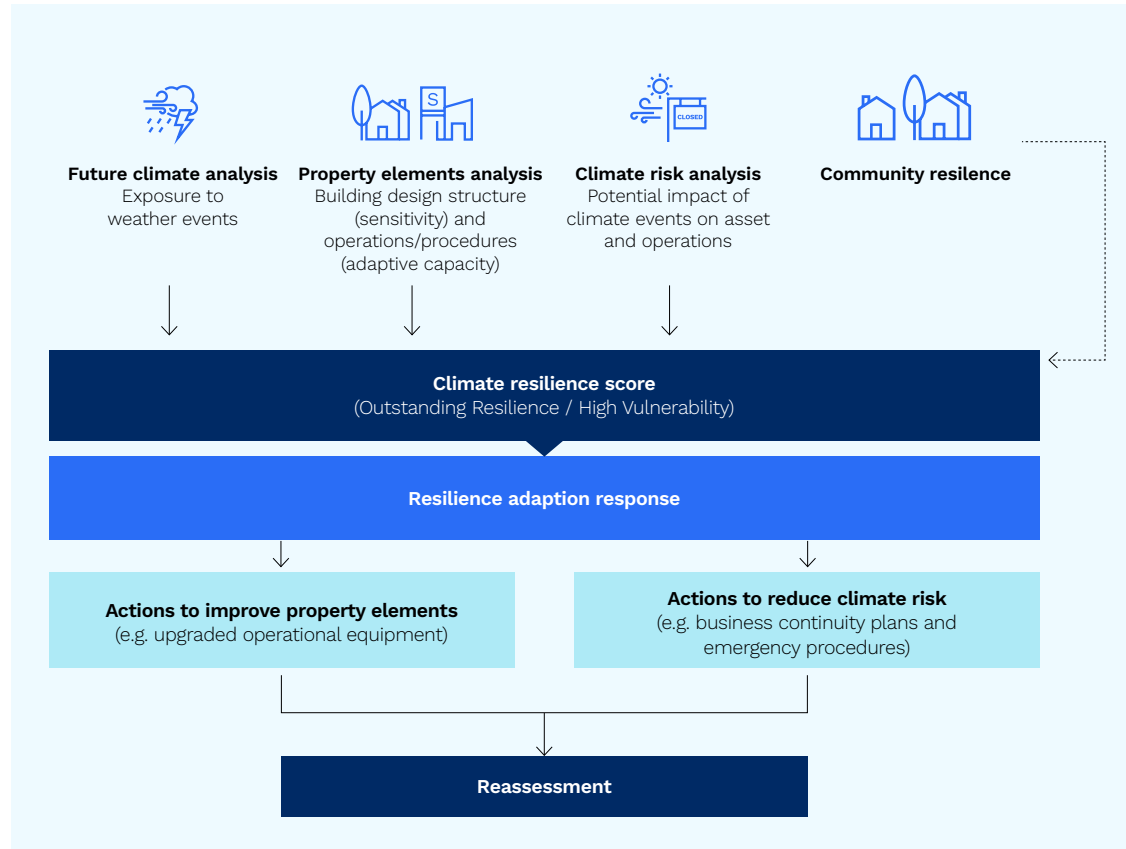 S
CLOSED
Future climate analysis
Exposure to
weather events
Property elements analysis
Building design structure
(sensitivity) and
operations/procedures
(adaptive capacity)
Climate risk analysis
Potential impact of
climate events on asset
and operations
Community resilence
Climate resilience score
(Outstanding Resilience / High Vulnerability)
Resilience adaption response
Actions to improve property elements
(e.g. upgraded operational equipment)
Actions to reduce climate risk
(e.g. business continuity plans and
emergency procedures)
Reassessment